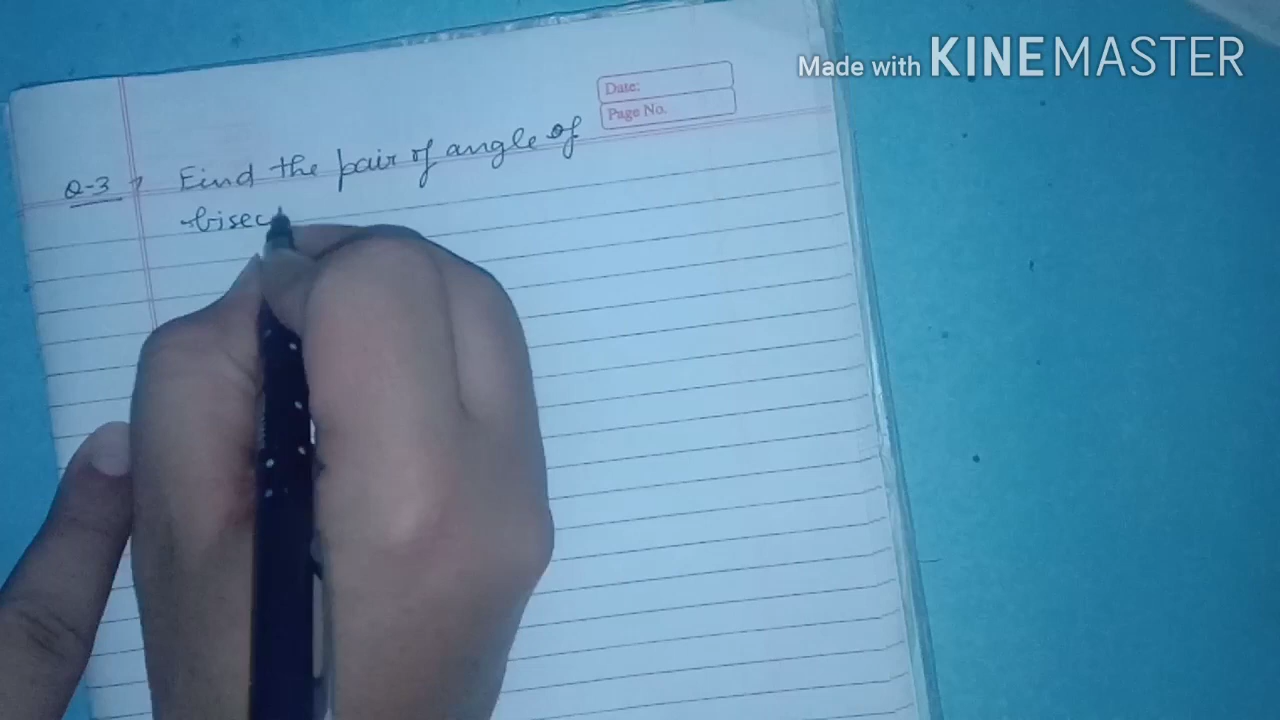 Made with KINEMASTER
Date:
Page No.
Q-3 Find the pair of angle of
bisec